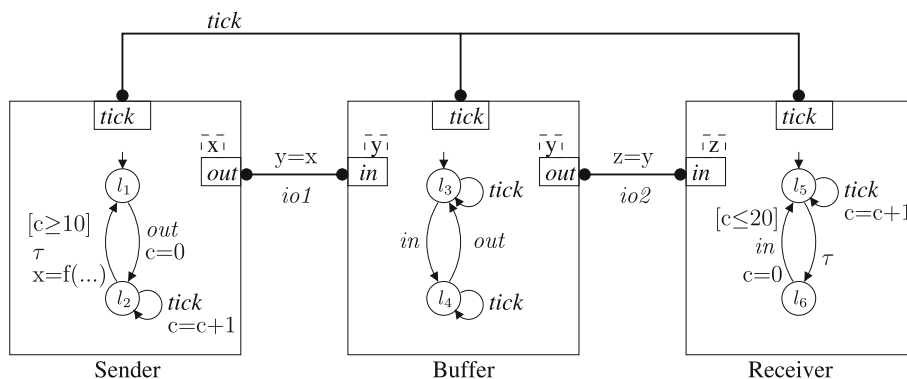 tick
tick
tick
tick
x
out
y=x
io1
y
in
y
out
z=y
io2
z
in
l1
[c≥10]
τ
x=f(...)
out
c=0
l2
tick
c=c+1
l3
tick
in
out
l4
tick
l5
tick
c=c+1
[c≤20]
in
c=0
τ
l6
Sender
Buffer
Receiver